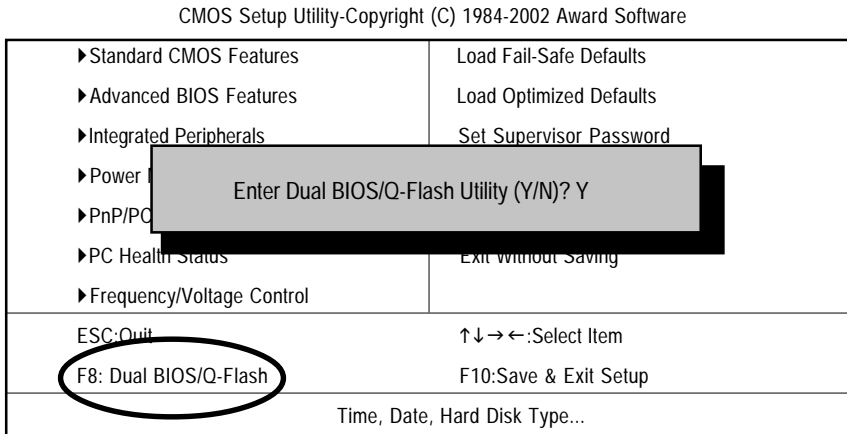 CMOS Setup Utility-Copyright (C) 1984-2002 Award Software
▶Standard CMOS Features
Load Fail-Safe Defaults
▶Advanced BIOS Features
Load Optimized Defaults
▶Integrated Peripherals
Set Supervisor Password
▶Power
Enter Dual BIOS/Q-Flash Utility (Y/N)? Y
▶PnP/PC
▶PC Health Status
Exit Without Saving
▶Frequency/Voltage Control
ESC:Quit
↑↓→←:Select Item
F8: Dual BIOS/Q-Flash
F10:Save & Exit Setup
Time, Date, Hard Disk Type...